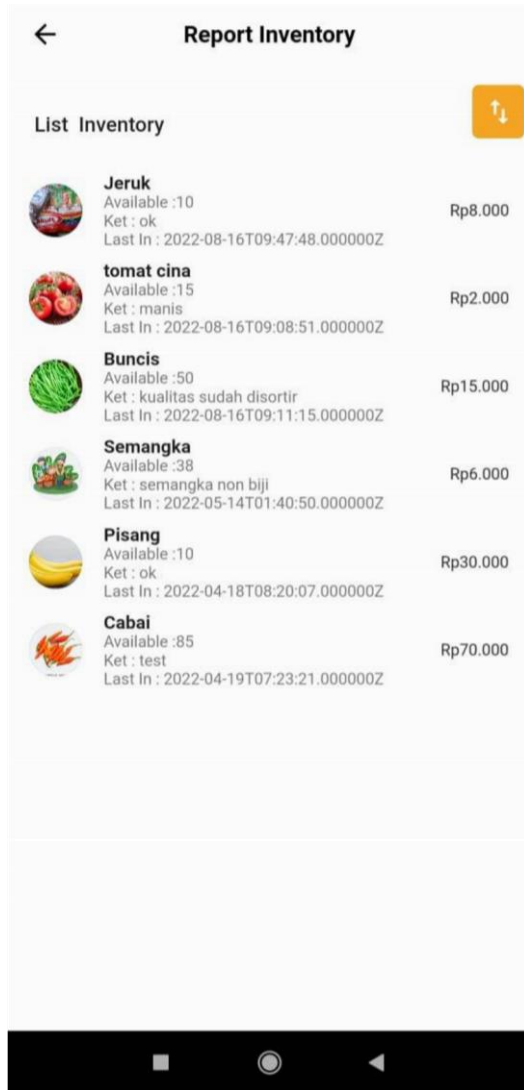 Report Inventory
List Inventory
Jeruk
Available :10
Ket : ok
Last In : 2022-08-16T09:47:48.000000Z
Rp8.000
tomat cina
Available :15
Ket : manis
Last In : 2022-08-16T09:08:51.000000Z
Rp2.000
Buncis
Available :50
Ket : kualitas sudah disortir
Last In : 2022-08-16T09:11:15.000000Z
Rp15.000
Semangka
Available :38
Ket : semangka non biji
Last In : 2022-05-14T01:40:50.000000Z
Rp6.000
Pisang
Available :10
Ket : ok
Last In : 2022-04-18T08:20:07.000000Z
Rp30.000
Cabai
Available :85
Ket : test
Last In : 2022-04-19T07:23:21.000000Z
Rp70.000